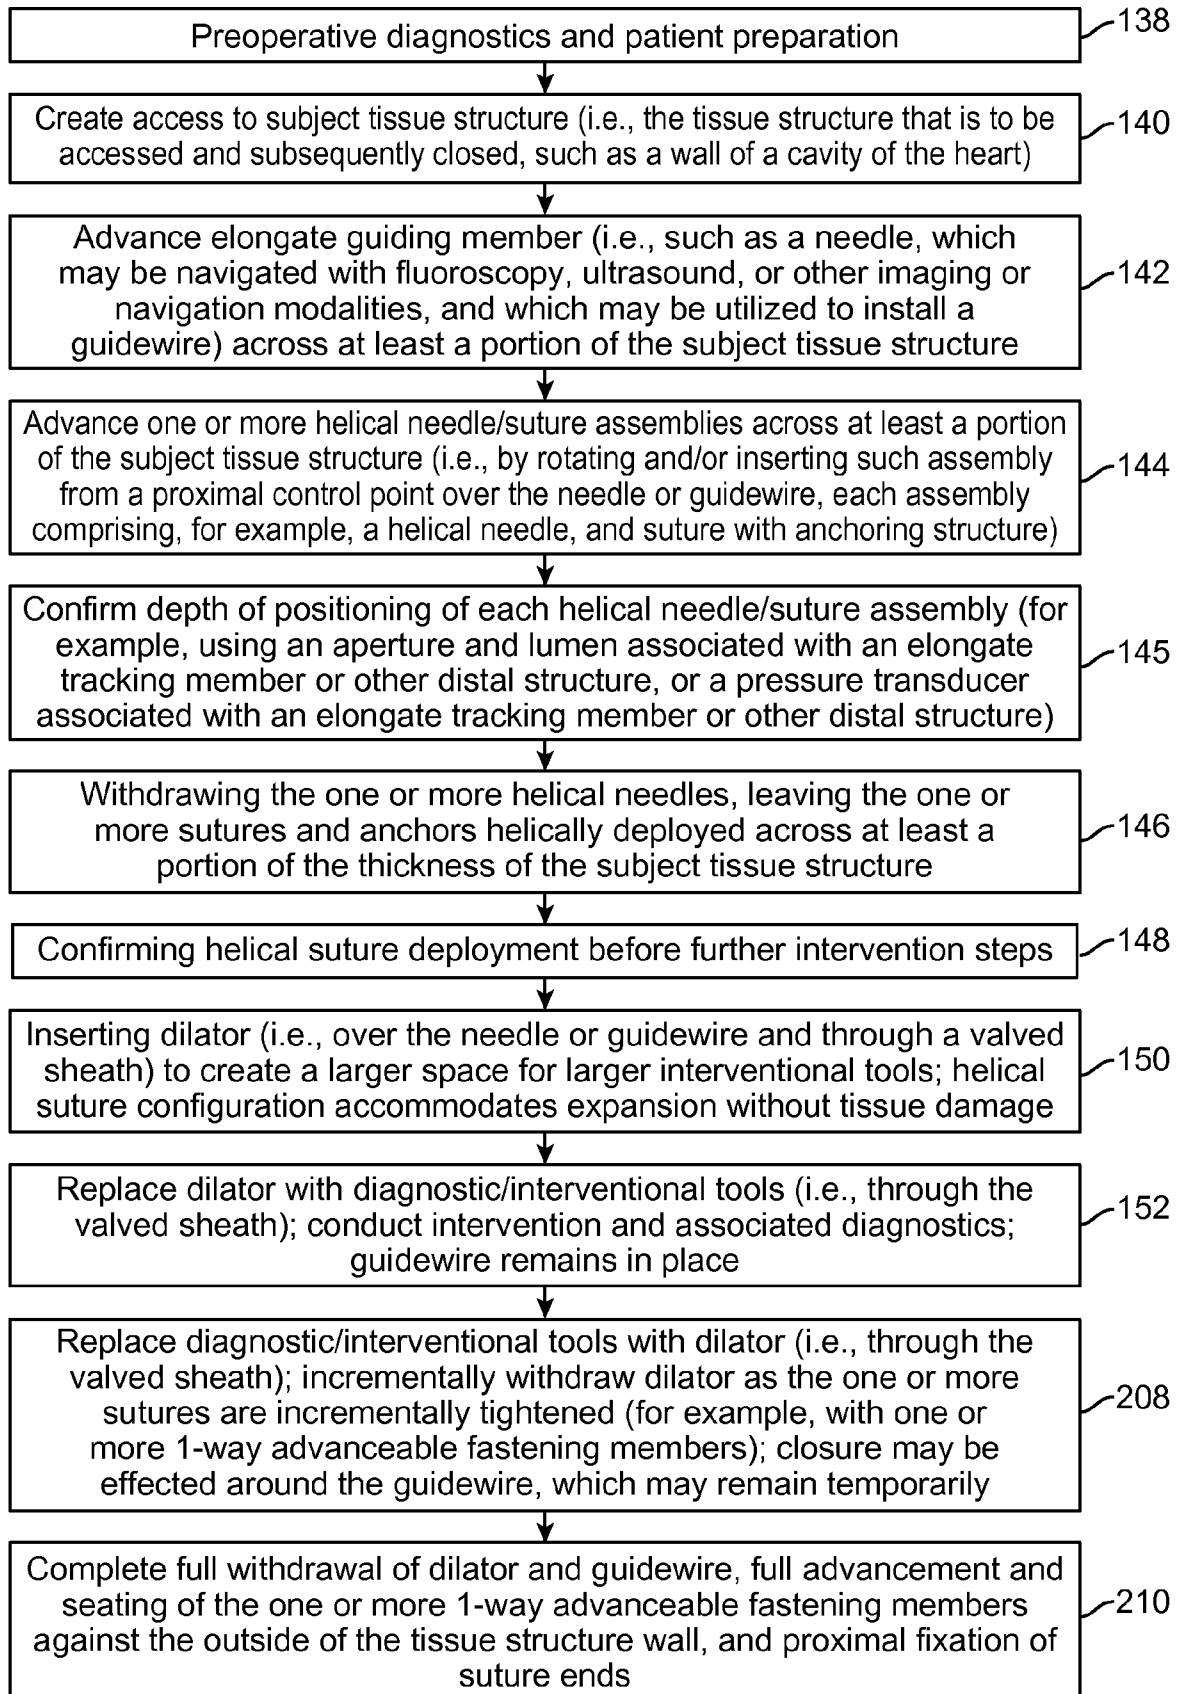 Preoperative diagnostics and patient preparation
138
Create access to subject tissue structure (i.e., the tissue structure that is to be
accessed and subsequently closed, such as a wall of a cavity of the heart)
140
Advance elongate guiding member (i.e., such as a needle, which
may be navigated with fluoroscopy, ultrasound, or other imaging or
navigation modalities, and which may be utilized to install a
guidewire) across at least a portion of the subject tissue structure
142
Advance one or more helical needle/suture assemblies across at least a portion
of the subject tissue structure (i.e., by rotating and/or inserting such assembly
from a proximal control point over the needle or guidewire, each assembly
comprising, for example, a helical needle, and suture with anchoring structure)
144
Confirm depth of positioning of each helical needle/suture assembly (for
example, using an aperture and lumen associated with an elongate
tracking member or other distal structure, or a pressure transducer
associated with an elongate tracking member or other distal structure)
145
Withdrawing the one or more helical needles, leaving the one or
more sutures and anchors helically deployed across at least a
portion of the thickness of the subject tissue structure
146
Confirming helical suture deployment before further intervention steps
148
Inserting dilator (i.e., over the needle or guidewire and through a valved
sheath) to create a larger space for larger interventional tools; helical
suture configuration accommodates expansion without tissue damage
150
Replace dilator with diagnostic/interventional tools (i.e., through the
valved sheath); conduct intervention and associated diagnostics;
guidewire remains in place
152
Replace diagnostic/interventional tools with dilator (i.e., through the
valved sheath); incrementally withdraw dilator as the one or more
sutures are incrementally tightened (for example, with one or
more 1-way advanceable fastening members); closure may be
effected around the guidewire, which may remain temporarily
208
Complete full withdrawal of dilator and guidewire, full advancement and
seating of the one or more 1-way advanceable fastening members
against the outside of the tissue structure wall, and proximal fixation of
suture ends
210